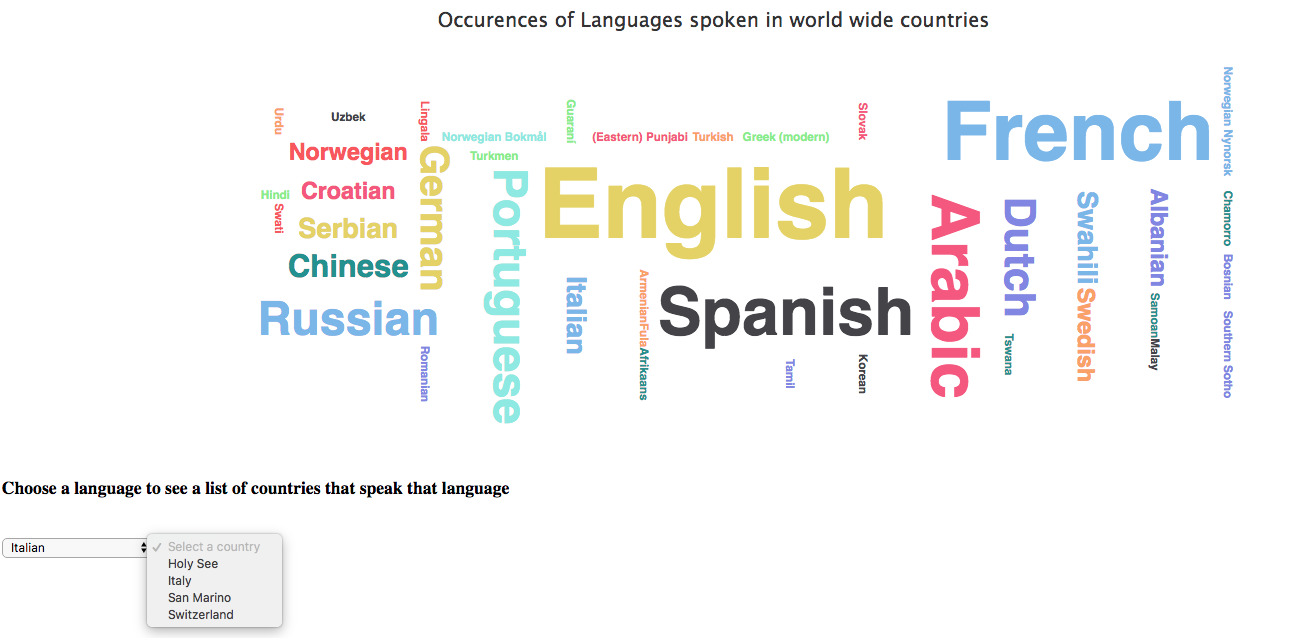 Occurences of Languages spoken in world wide countries
Urdu
Uzbek
Lingala
Norwegian Bokmål
Guarani
(Eastern) Punjabi
Turkish
Greek (modern)
Slovak
French
Norwegian Nynorsk
Norwegian
German
Turkmen
English
Croatian
Hindi
Swati
Serbian
Portuguese
Arabic
Dutch
Swahili
Albanian
Chamorro
Chinese
Russian
Italian
Armenian
Fula
Spanish
Swedish
Samoan
Malay
Bosnian
Southern Sotho
Romanian
Afrikaans
Tamil
Korean
Tswana
Choose a language to see a list of countries that speak that language
Italian
✓ Select a country
Holy See
Italy
San Marino
Switzerland